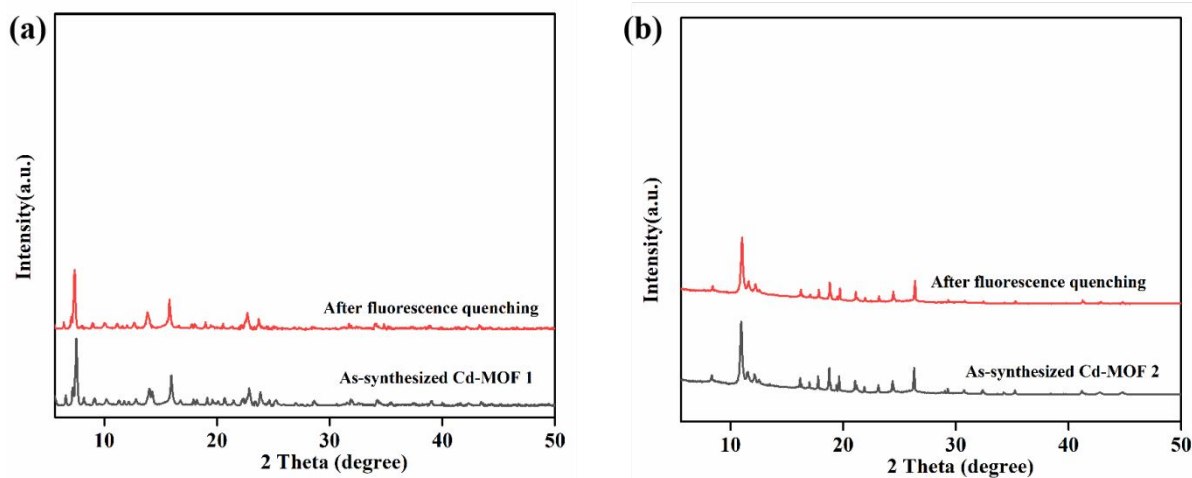 (a)
Intensity(a.u.)
After fluorescence quenching
As-synthesized Cd-MOF 1
10 20 30 40 50
2 Theta (degree)
(b)
Intensity(a.u.)
After fluorescence quenching
As-synthesized Cd-MOF 2
10 20 30 40 50
2 Theta (degree)